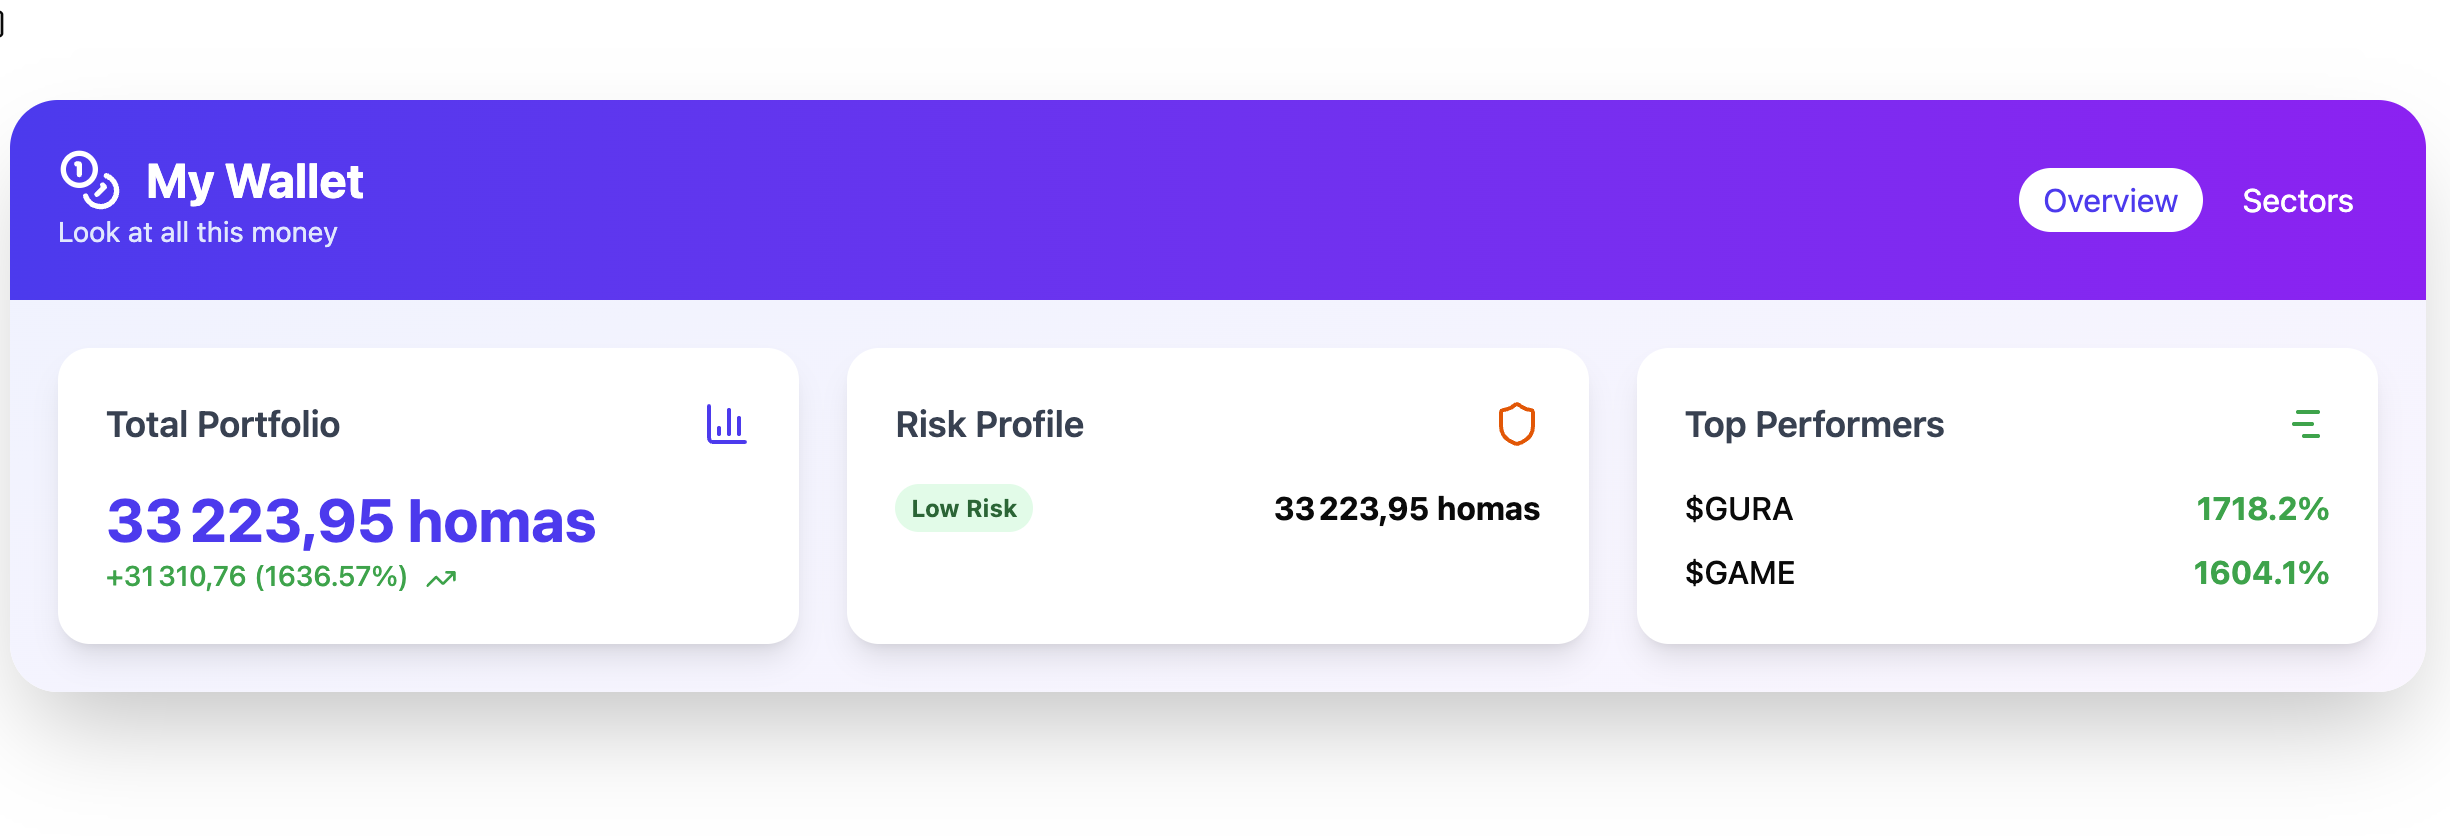 My Wallet
Look at all this money
Overview
Sectors
Total Portfolio
33 223,95 homas
+31 310,76 (1636.57%)
Risk Profile
Low Risk
33 223,95 homas
Top Performers
$GURA
1718.2%
$GAME
1604.1%